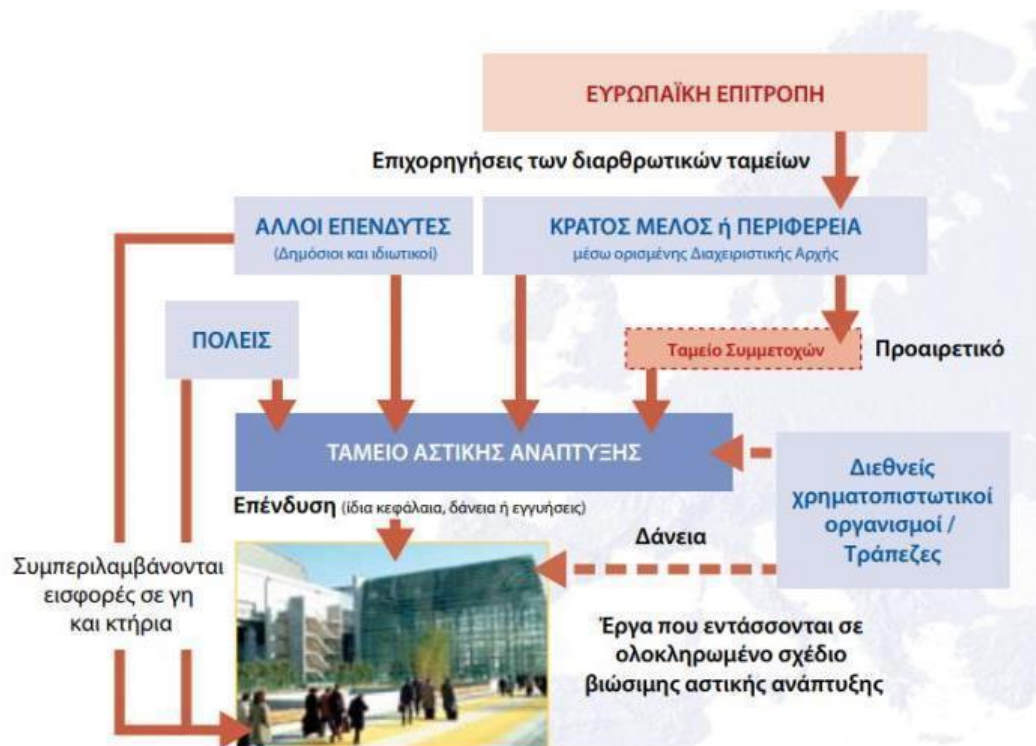 ΕΥΡΩΠΑΪΚΗ ΕΠΙΤΡΟΠΗ
Επιχορηγήσεις των διαρθρωτικών ταμείων
ΑΛΛΟΙ ΕΠΕΝΔΥΤΕΣ
(Δημόσιοι και ιδιωτικοί)
ΚΡΑΤΟΣ ΜΕΛΟΣ ή ΠΕΡΙΦΕΡΕΙΑ
μέσω ορισμένης Διαχειριστικής Αρχής
ΠΟΛΕΙΣ
Ταμείο Συμμετοχών
Προαιρετικό
ΤΑΜΕΙΟ ΑΣΤΙΚΗΣ ΑΝΑΠΤΥΞΗΣ
Διεθνείς
χρηματοπιστωτικοί
οργανισμοί /
Τράπεζες
Επένδυση (ίδια κεφάλαια, δάνεια ή εγγυήσεις)
Δάνεια
Συμπεριλαμβάνονται
εισφορές σε γη
και κτήρια
Έργα που εντάσσονται σε
ολοκληρωμένο σχέδιο
βιώσιμης αστικής ανάπτυξης